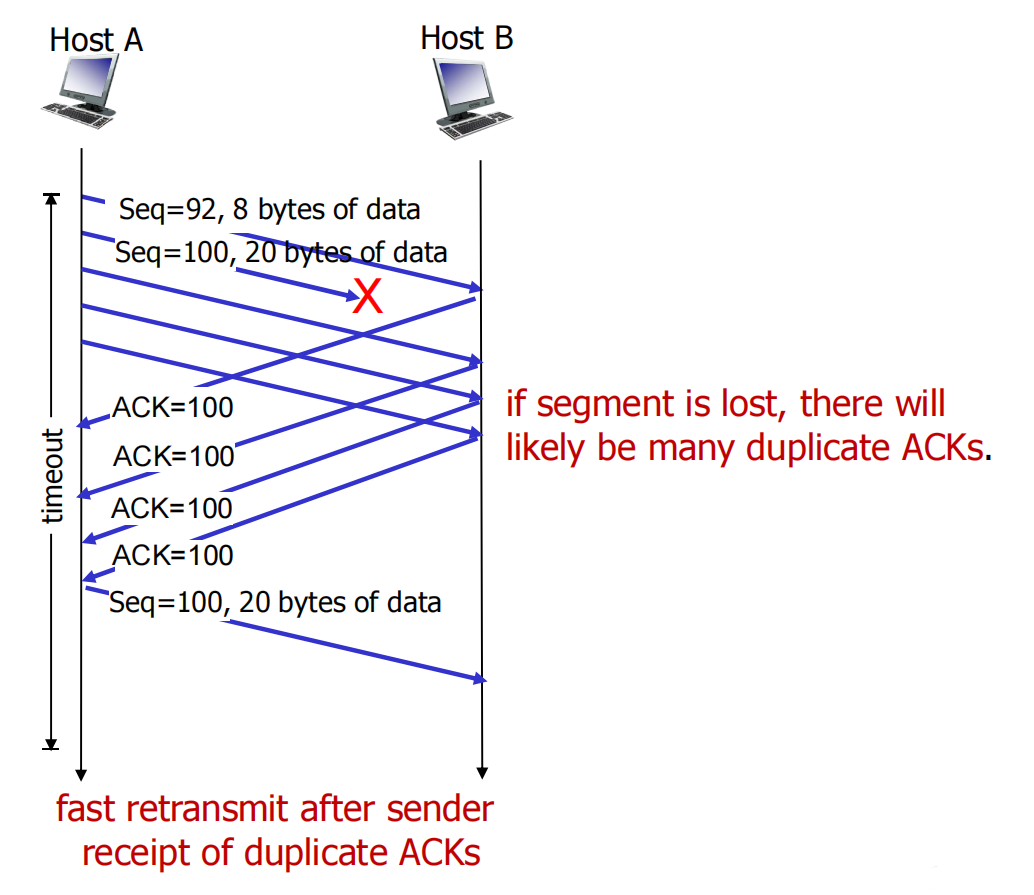 Host A
Host B
Seq=92, 8 bytes of data
Seq=100, 20 bytes of data
X
ACK=100
ACK=100
ACK=100
ACK=100
timeout
Seq=100, 20 bytes of data
if segment is lost, there will
likely be many duplicate ACKs.
fast retransmit after sender
receipt of duplicate ACKs